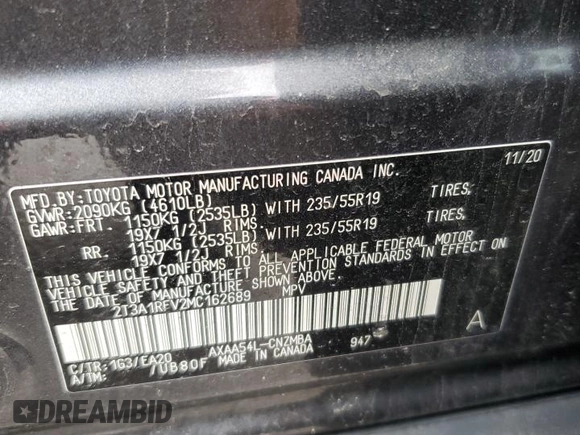 MFD.BY:TOYOTA MOTOR MANUFACTURING CANADA INC. 11/20
GVWR:2090KG (4610LB)
GAWR:FRT. 1150KG (2535LB) WITH 235/55R19 TIRES.
19X7 1/2J RIMS.
RR. 1150KG (2535LB) WITH 235/55R19 TIRES.
19X7 1/2J RIMS.
THIS VEHICLE CONFORMS TO ALL APPLICABLE FEDERAL MOTOR
VEHICLE SAFETY AND THEFT PREVENTION STANDARDS IN EFFECT ON
THE DATE OF MANUFACTURE SHOWN ABOVE.
2T3A1RFV2MC162689 MPV
C/TR:1G3/EA20 AXAA54L-CNZMBA 947 A
A/TM: /UB80F MADE IN CANADA
DREAMBID